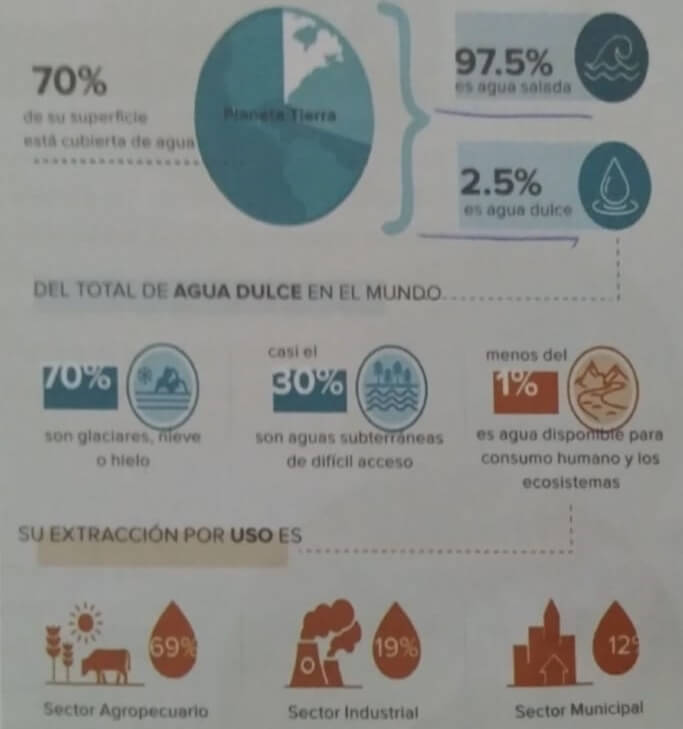 70%
de su superficie
está cubierta de agua
Planeta Tierra
97.5%
es agua salada
2.5%
es agua dulce
DEL TOTAL DE AGUA DULCE EN EL MUNDO
70%
son glaciares, nieve
o hielo
casi el
30%
son aguas subterráneas
de difícil acceso
menos del
1%
es agua disponible para
consumo humano y los
ecosistemas
SU EXTRACCIÓN POR USO ES
69%
Sector Agropecuario
19%
Sector Industrial
12%
Sector Municipal